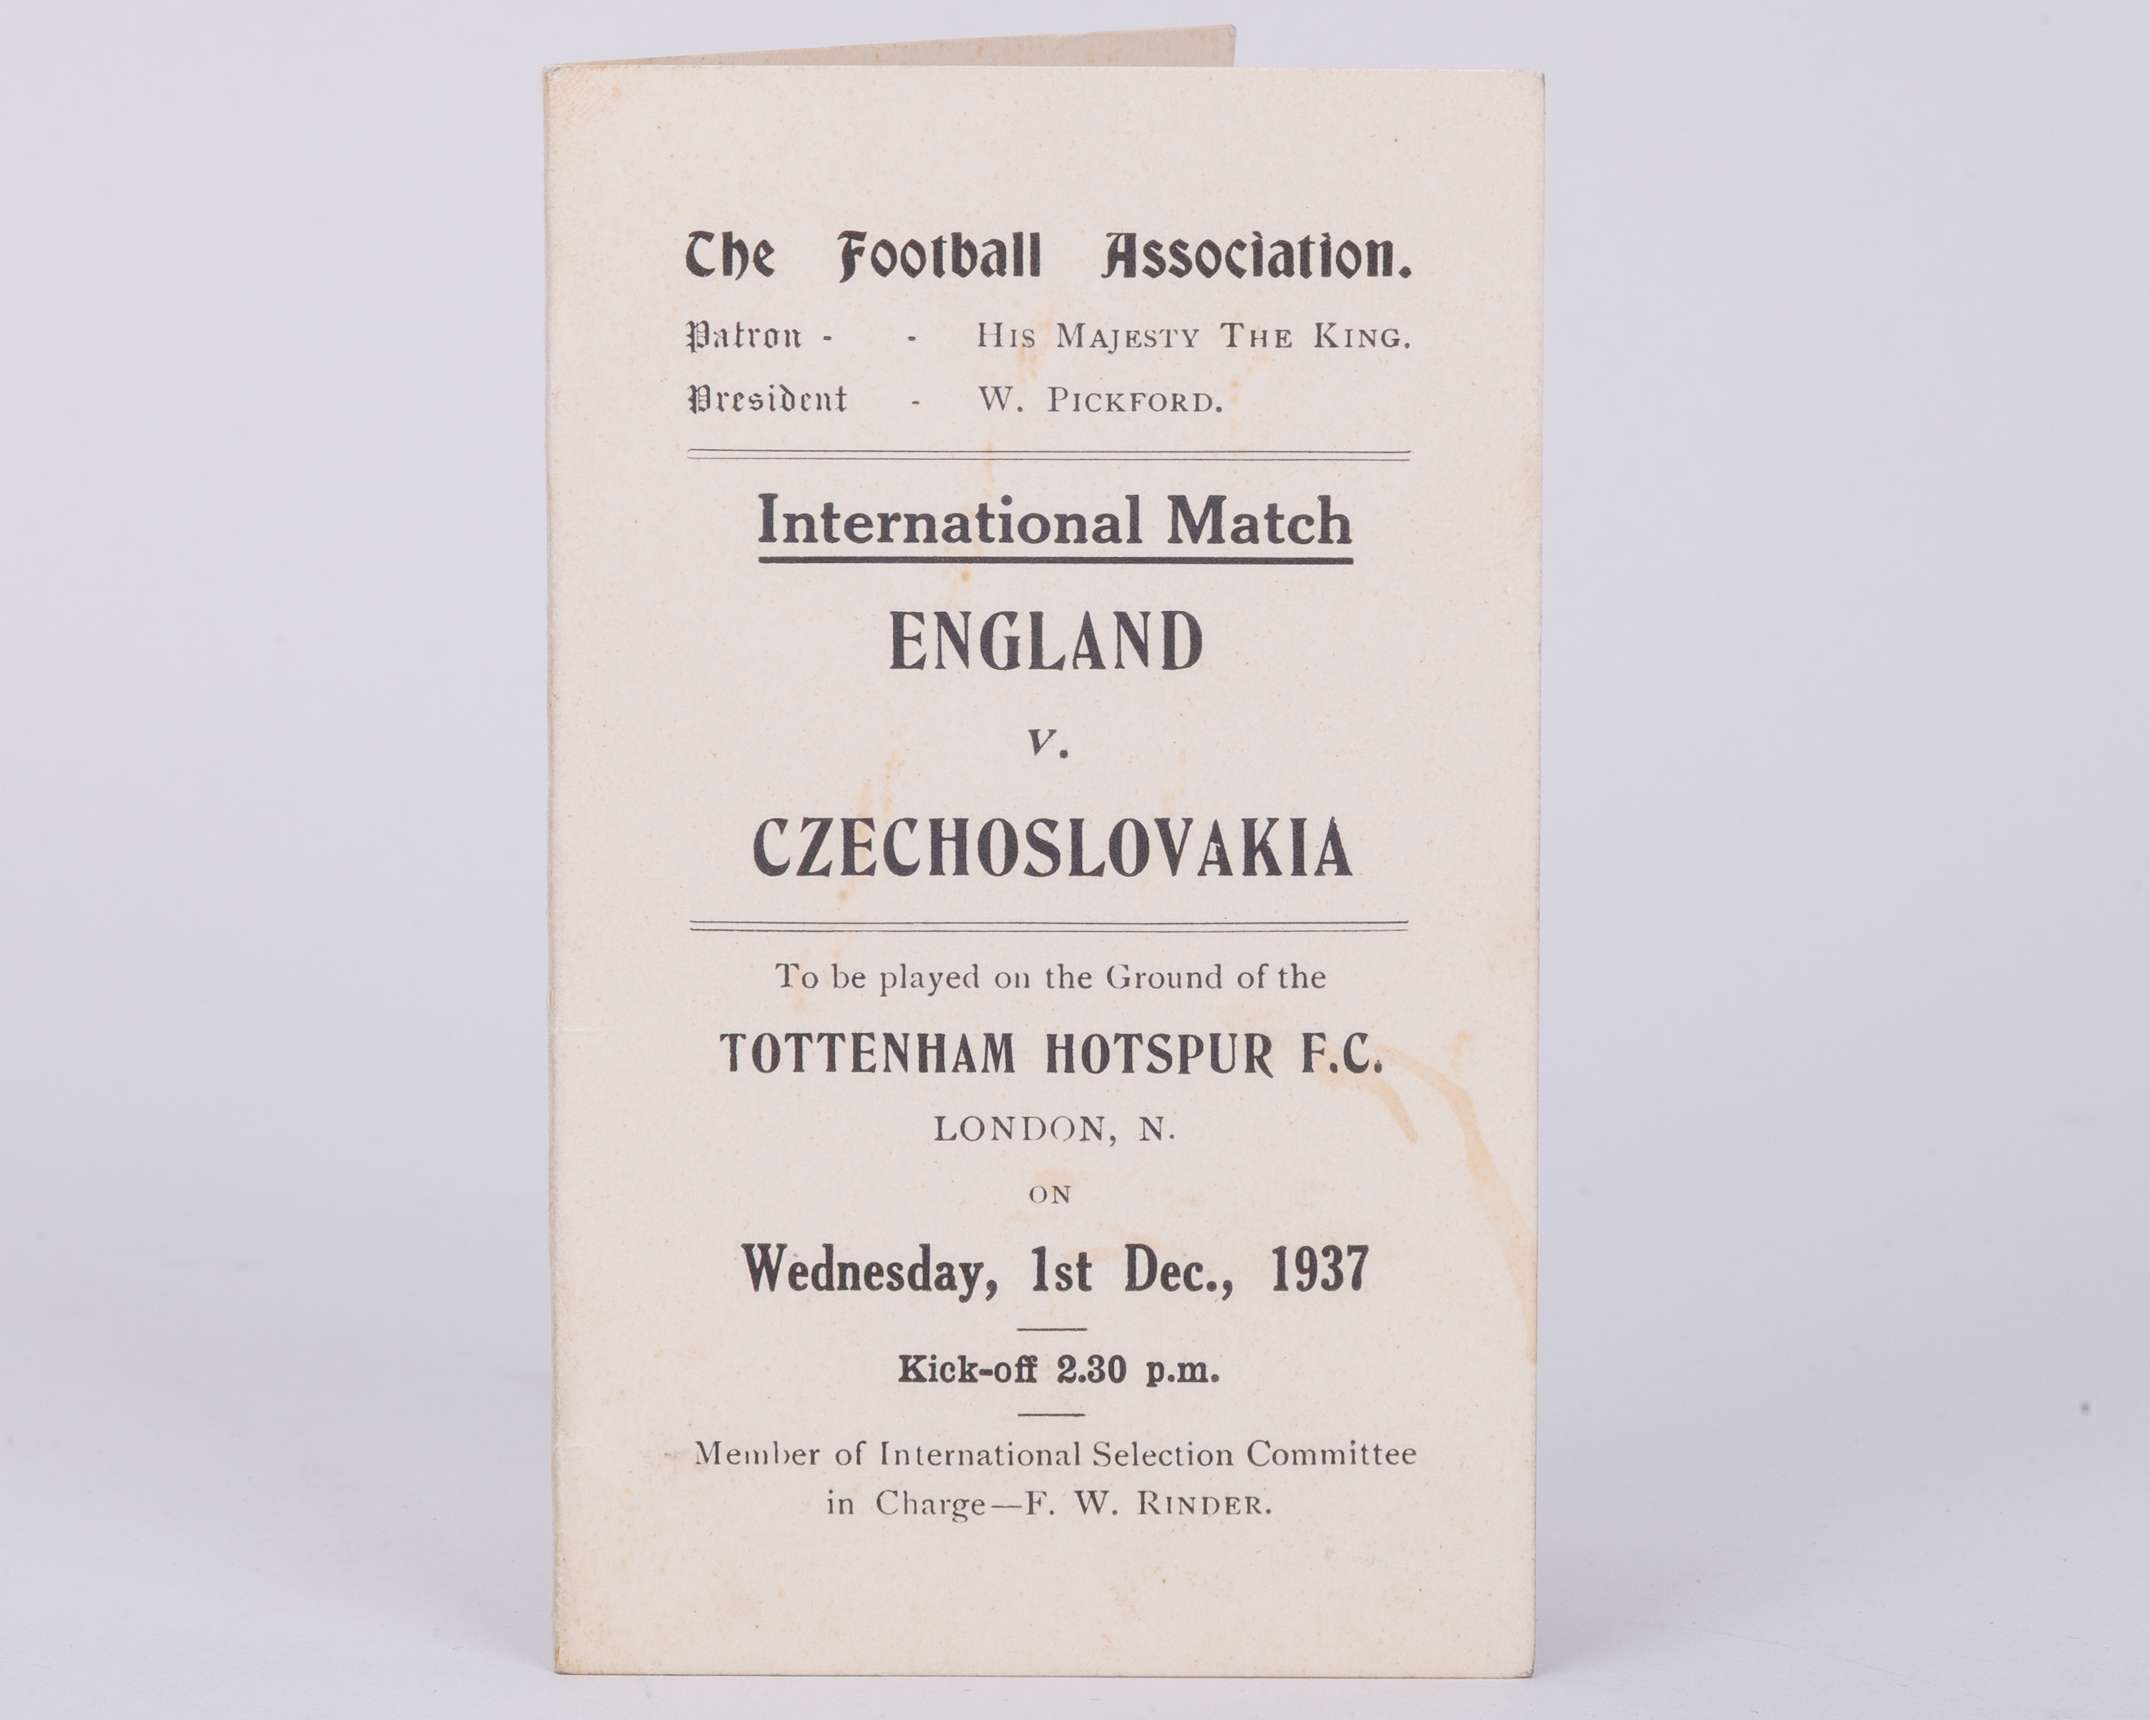 The Football Association.
Patron - - His Majesty The King.
President - W. Pickford.
International Match
ENGLAND
v.
CZECHOSLOVAKIA
To be played on the Ground of the
TOTTENHAM HOTSPUR F.C.
LONDON, N.
ON
Wednesday, 1st Dec., 1937
Kick-off 2.30 p.m.
Member of International Selection Committee
in Charge—F. W. Rinder.